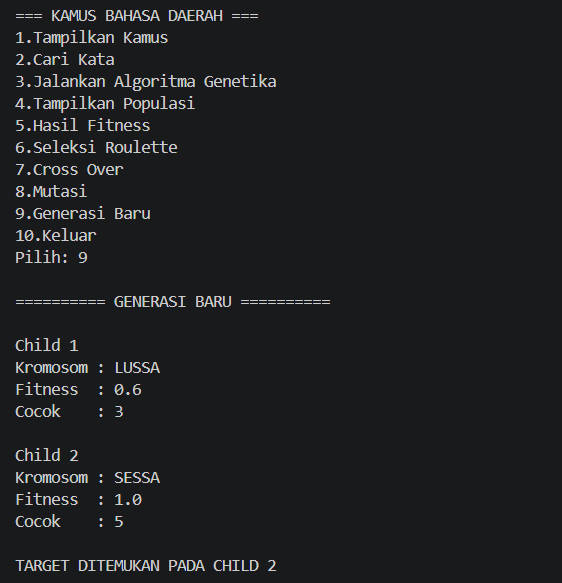 === KAMUS BAHASA DAERAH ===
1.Tampilkan Kamus
2.Cari Kata
3.Jalankan Algoritma Genetika
4.Tampilkan Populasi
5.Hasil Fitness
6.Seleksi Roulette
7.Cross Over
8.Mutasi
9.Generasi Baru
10.Keluar
Pilih: 9
========== GENERASI BARU ==========
Child 1
Kromosom : LUSSA
Fitness  : 0.6
Cocok    : 3
Child 2
Kromosom : SESSA
Fitness  : 1.0
Cocok    : 5
TARGET DITEMUKAN PADA CHILD 2